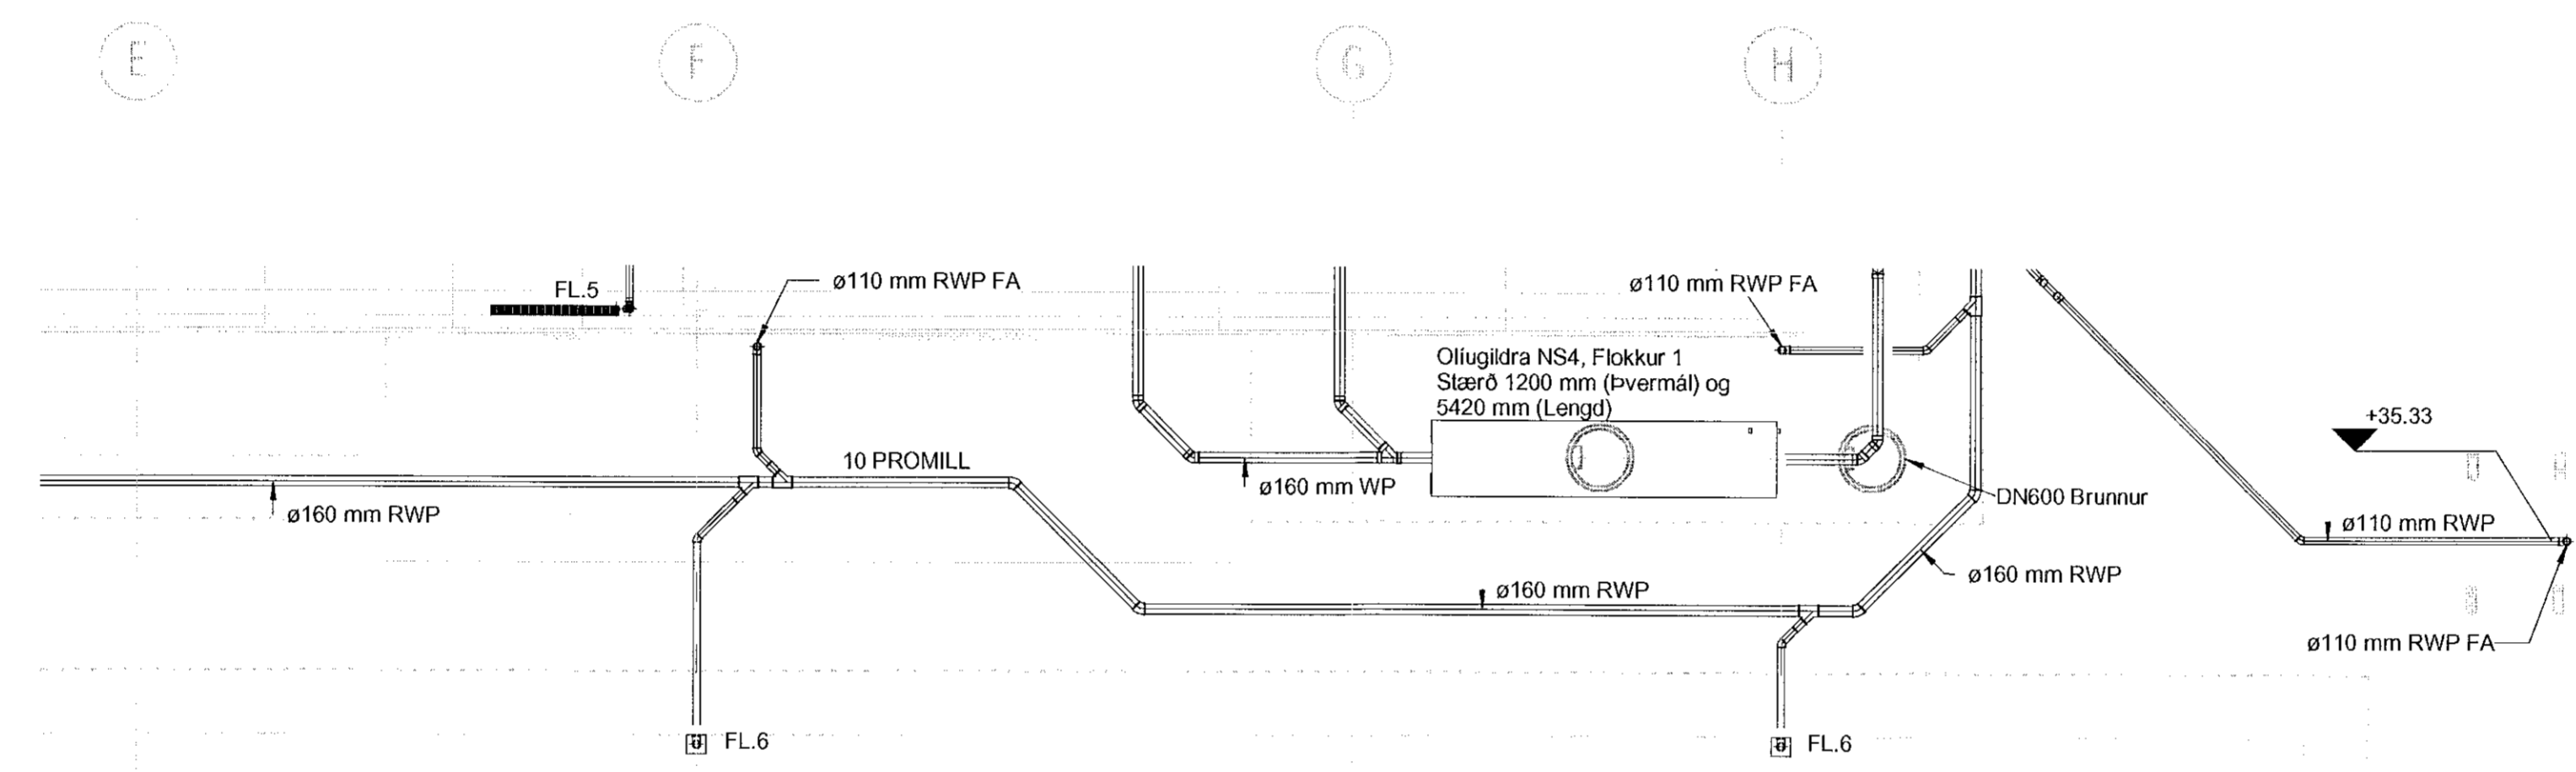 E
F
G
H
FL.5
ø110 mm RWP FA
ø110 mm RWP FA
Olíugildra NS4, Flokkur 1
Stærð 1200 mm (Þvermál) og
5420 mm (Lengd)
+35.33
10 PROMILL
ø160 mm WP
ø160 mm RWP
DN600 Brunnur
ø110 mm RWP
ø160 mm RWP
ø160 mm RWP
ø110 mm RWP FA
FL.6
FL.6